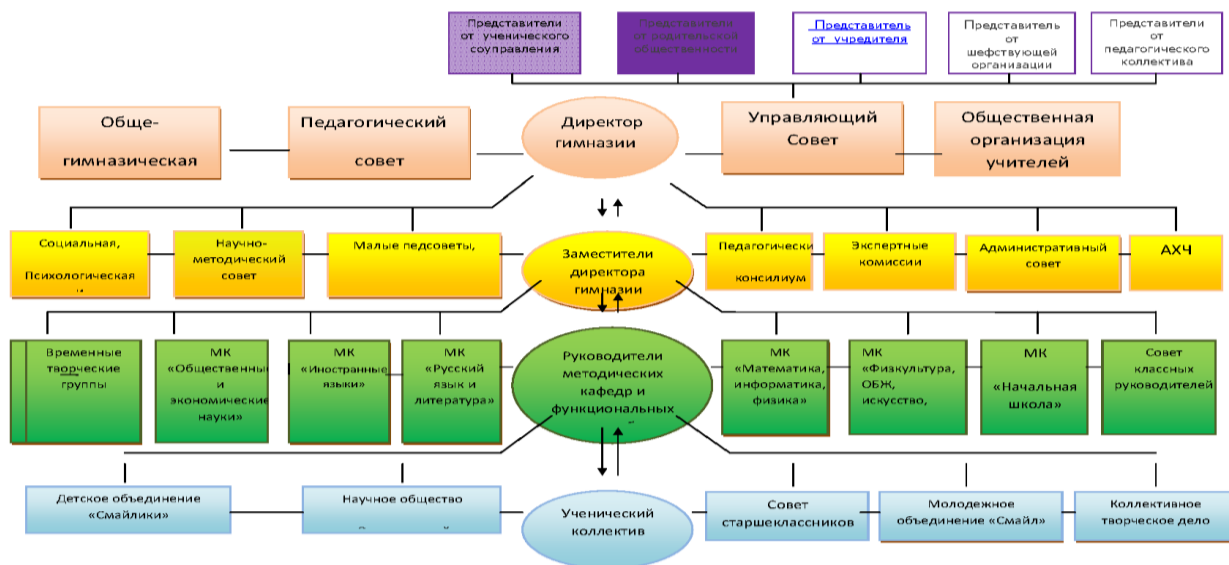 Представители
от ученического
соуправления
Представители
от родительской
общественности
Представитель
от учредителя
Представитель
от
шефствующей
организации
Представители
от
педагогического
коллектива
Обще-
гимназическая
Педагогический
совет
Директор
гимназии
Управляющий
Совет
Общественная
организация
учителей
Социальная,
Психологическая
Научно-
методический
совет
Малые педсоветы,
Заместители
директора
гимназии
Педагогически
консилиум
Экспертные
комиссии
Административный
совет
АХЧ
Временные
творческие
группы
МК
«Общественные
и
экономические
науки»
МК
«Иностранные
языки»
МК
«Русский
язык и
литература»
Руководители
методических
кафедр и
функциональных
МК
«Математика,
информатика,
физика»
МК
«Физкультура,
ОБЖ,
искусство,
МК
«Начальная
школа»
Совет
классных
руководителей
Детское объединение
«Смайлики»
Научное общество
Ученический
коллектив
Совет
старшеклассников
Молодежное
объединение «Смайл»
Коллективное
творческое дело